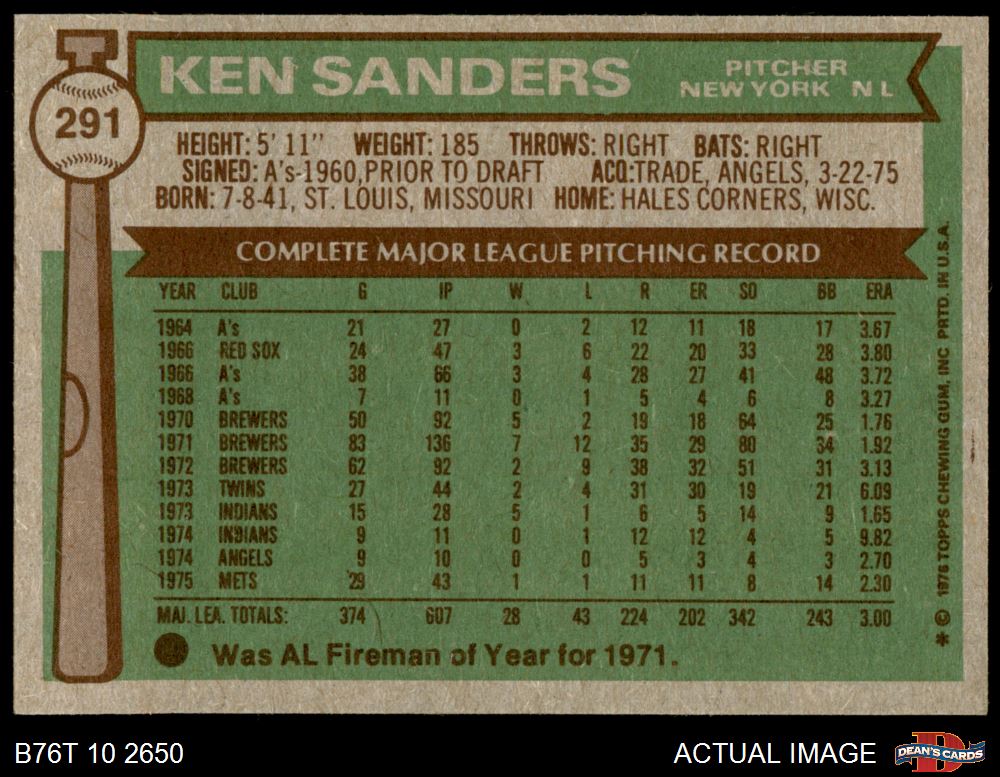 KEN SANDERS
PITCHER
NEW YORK N L
291
HEIGHT: 5' 11" WEIGHT: 185 THROWS: RIGHT BATS: RIGHT
SIGNED: A's-1960, PRIOR TO DRAFT ACQ: TRADE, ANGELS, 3-22-75
BORN: 7-8-41, ST. LOUIS, MISSOURI HOME: HALES CORNERS, WISC.
COMPLETE MAJOR LEAGUE PITCHING RECORD
YEAR CLUB G IP W L R ER SO BB ERA
1964 A's 21 27 0 2 12 11 18 17 3.67
1966 RED SOX 24 47 3 6 22 20 33 28 3.80
1966 A's 38 66 3 4 28 27 41 48 3.72
1968 A's 7 11 0 1 5 4 6 8 3.27
1970 BREWERS 50 92 5 2 19 18 64 25 1.76
1971 BREWERS 83 136 7 12 35 29 80 34 1.92
1972 BREWERS 62 92 2 9 38 32 51 31 3.13
1973 TWINS 27 44 2 4 31 30 19 21 6.09
1973 INDIANS 15 28 5 1 6 5 14 9 1.65
1974 INDIANS 9 11 0 1 12 12 4 5 9.82
1974 ANGELS 9 10 0 0 5 3 4 3 2.70
1975 METS 29 43 1 1 11 11 8 14 2.30
MAJ. LEA. TOTALS: 374 607 28 43 224 202 342 243 3.00
Was AL Fireman of Year for 1971.
* © 1976 TOPPS CHEWING GUM, INC PRTD. IN U.S.A.
B76T 10 2650
ACTUAL IMAGE
D
DEAN'S CARDS